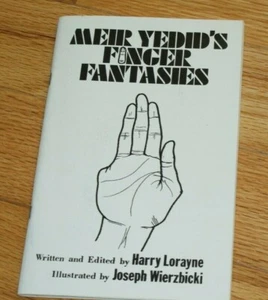 MEIR YEDID'S
FINGER
FANTASIES
Written and Edited by Harry Lorayne
Illustrated by Joseph Wierzbicki